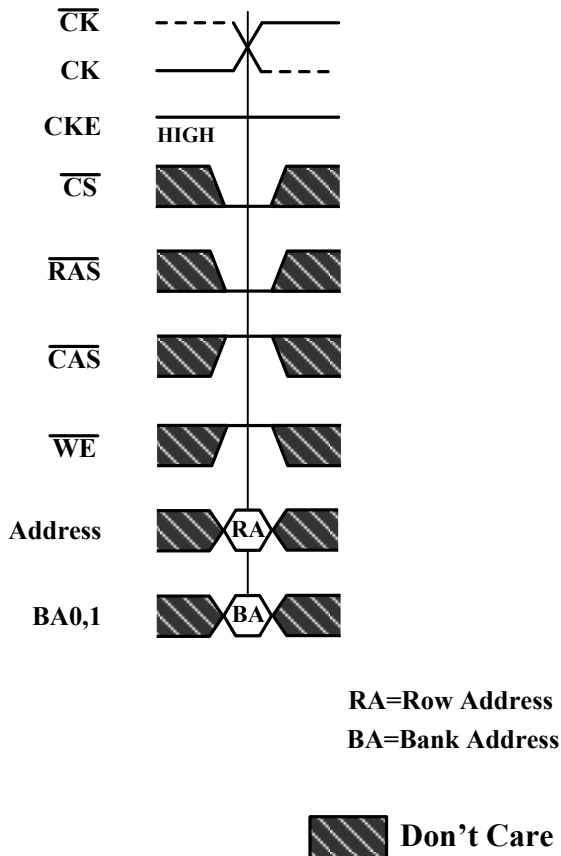 CK
CK
CKE
HIGH
CS
RAS
CAS
WE
Address
RA
BA0,1
BA
RA=Row Address
BA=Bank Address
Don't Care